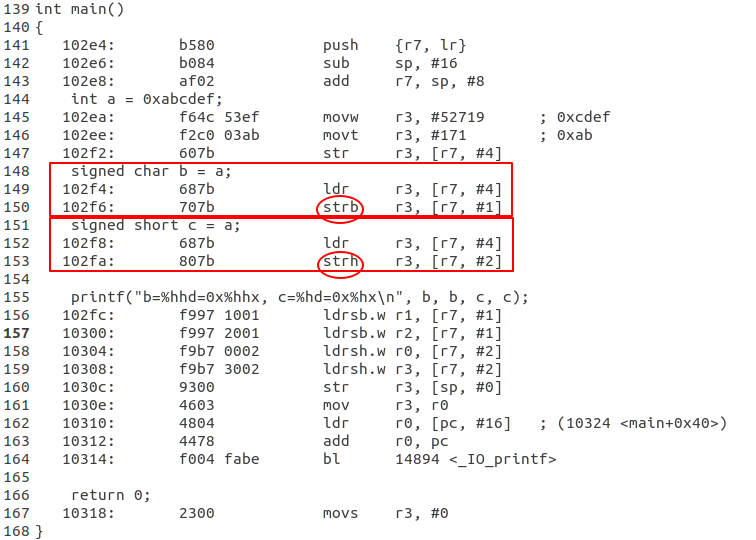 139 int main()
140 {
141    102e4:       b580            push    {r7, lr}
142    102e6:       b084            sub     sp, #16
143    102e8:       af02            add     r7, sp, #8
144     int a = 0xabcdef;
145    102ea:       f64c 53ef       movw    r3, #52719      ; 0xcdef
146    102ee:       f2c0 03ab       movt    r3, #171        ; 0xab
147    102f2:       607b            str     r3, [r7, #4]
148     signed char b = a;
149    102f4:       687b            ldr     r3, [r7, #4]
150    102f6:       707b            strb    r3, [r7, #1]
151     signed short c = a;
152    102f8:       687b            ldr     r3, [r7, #4]
153    102fa:       807b            strh    r3, [r7, #2]
154
155     printf("b=%hhd=0x%hhx, c=%hd=0x%hx\n", b, b, c, c);
156    102fc:       f997 1001       ldrsb.w r1, [r7, #1]
157    10300:       f997 2001       ldrsb.w r2, [r7, #1]
158    10304:       f9b7 0002       ldrsh.w r0, [r7, #2]
159    10308:       f9b7 3002       ldrsh.w r3, [r7, #2]
160    1030c:       9300            str     r3, [sp, #0]
161    1030e:       4603            mov     r3, r0
162    10310:       4804            ldr     r0, [pc, #16]   ; (10324 <main+0x40>)
163    10312:       4478            add     r0, pc
164    10314:       f004 fabe       bl      14894 <_IO_printf>
165
166     return 0;
167    10318:       2300            movs    r3, #0
168 }